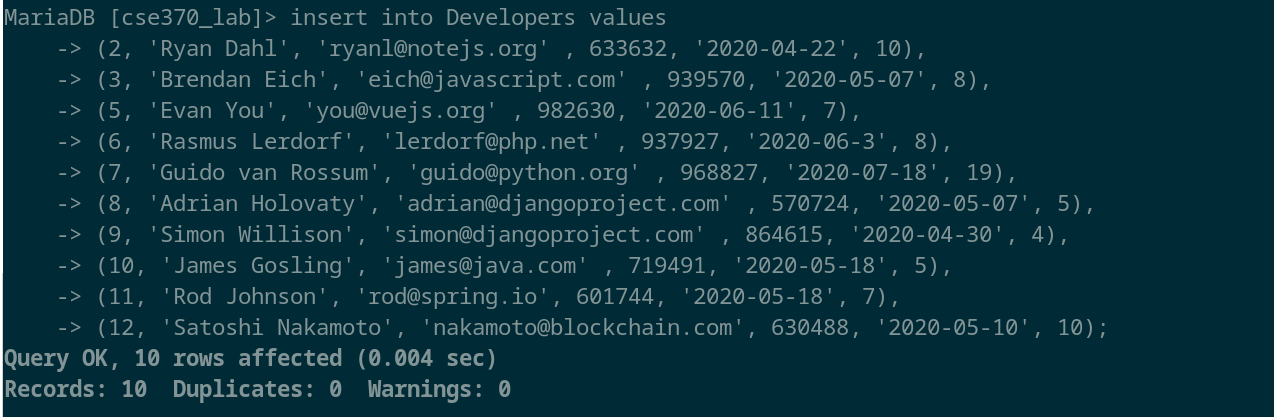 MariaDB [cse370_lab]> insert into Developers values
    -> (2, 'Ryan Dahl', 'ryanl@notejs.org' , 633632, '2020-04-22', 10),
    -> (3, 'Brendan Eich', 'eich@javascript.com' , 939570, '2020-05-07', 8),
    -> (5, 'Evan You', 'you@vuejs.org' , 982630, '2020-06-11', 7),
    -> (6, 'Rasmus Lerdorf', 'lerdorf@php.net' , 937927, '2020-06-3', 8),
    -> (7, 'Guido van Rossum', 'guido@python.org' , 968827, '2020-07-18', 19),
    -> (8, 'Adrian Holovaty', 'adrian@djangoproject.com' , 570724, '2020-05-07', 5),
    -> (9, 'Simon Willison', 'simon@djangoproject.com' , 864615, '2020-04-30', 4),
    -> (10, 'James Gosling', 'james@java.com' , 719491, '2020-05-18', 5),
    -> (11, 'Rod Johnson', 'rod@spring.io', 601744, '2020-05-18', 7),
    -> (12, 'Satoshi Nakamoto', 'nakamoto@blockchain.com', 630488, '2020-05-10', 10);
Query OK, 10 rows affected (0.004 sec)
Records: 10  Duplicates: 0  Warnings: 0